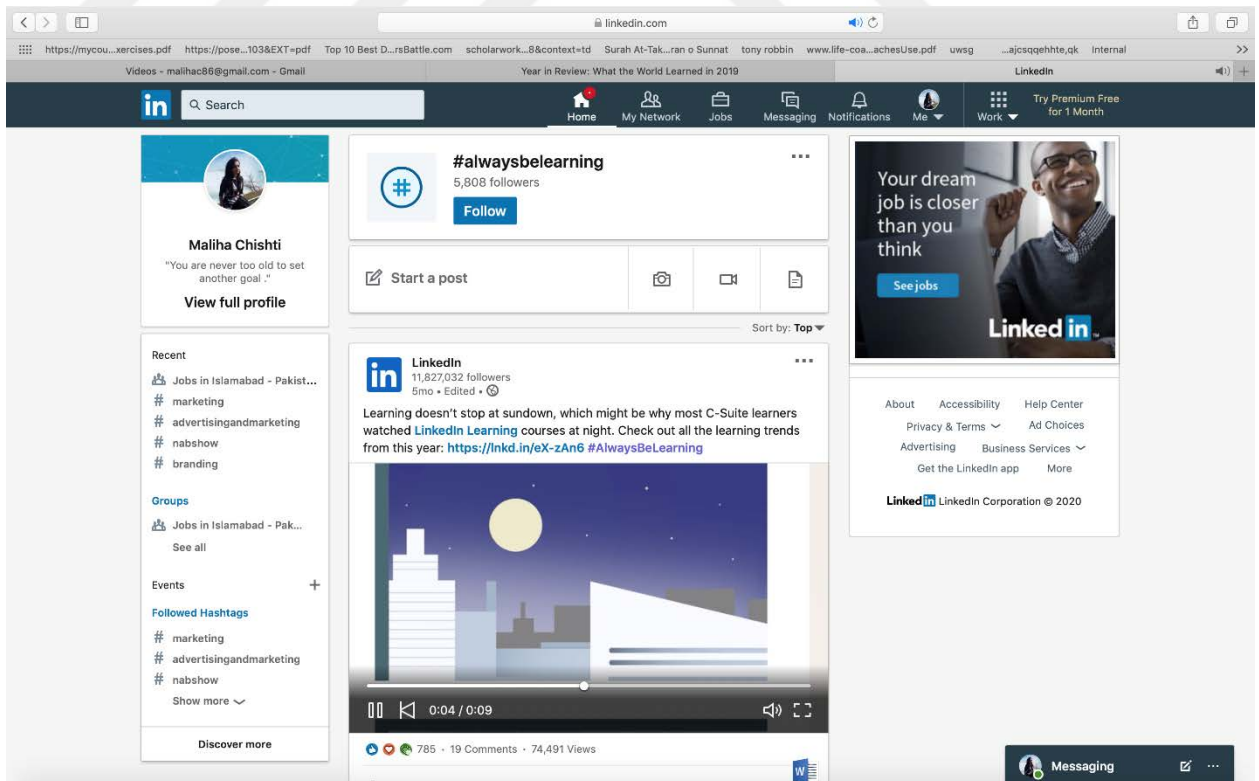 linkedin.com
https://mycou...xercises.pdf https://pose...103&EXT=pdf Top 10 Best D...rsBattle.com scholarwork...8&context=td Surah At-Tak...ran o Sunnat tony robbin www.life-coa...achesUse.pdf uwsg ...ajcsqqehhte,qk Internal >>
Videos - malihac86@gmail.com - Gmail Year in Review: What the World Learned in 2019 LinkedIn
in Search Home My Network Jobs Messaging Notifications Me Work Try Premium Free
for 1 Month
Maliha Chishti
"You are never too old to set
another goal ."
View full profile
Recent
Jobs in Islamabad - Pakist...
# marketing
# advertisingandmarketing
# nabshow
# branding
Groups
Jobs in Islamabad - Pak...
See all
Events +
Followed Hashtags
# marketing
# advertisingandmarketing
# nabshow
Show more
Discover more
#
#alwaysbelearning
5,808 followers
Follow
Start a post
Sort by: Top
in
LinkedIn
11,827,032 followers
5mo • Edited •
Learning doesn't stop at sundown, which might be why most C-Suite learners
watched LinkedIn Learning courses at night. Check out all the learning trends
from this year: https://lnkd.in/eX-zAn6 #AlwaysBeLearning
0:04 / 0:09
785 · 19 Comments · 74,491 Views
W
Your dream
job is closer
than you
think
See jobs
Linked in
About Accessibility Help Center
Privacy & Terms Ad Choices
Advertising Business Services
Get the LinkedIn app More
Linked in LinkedIn Corporation © 2020
Messaging